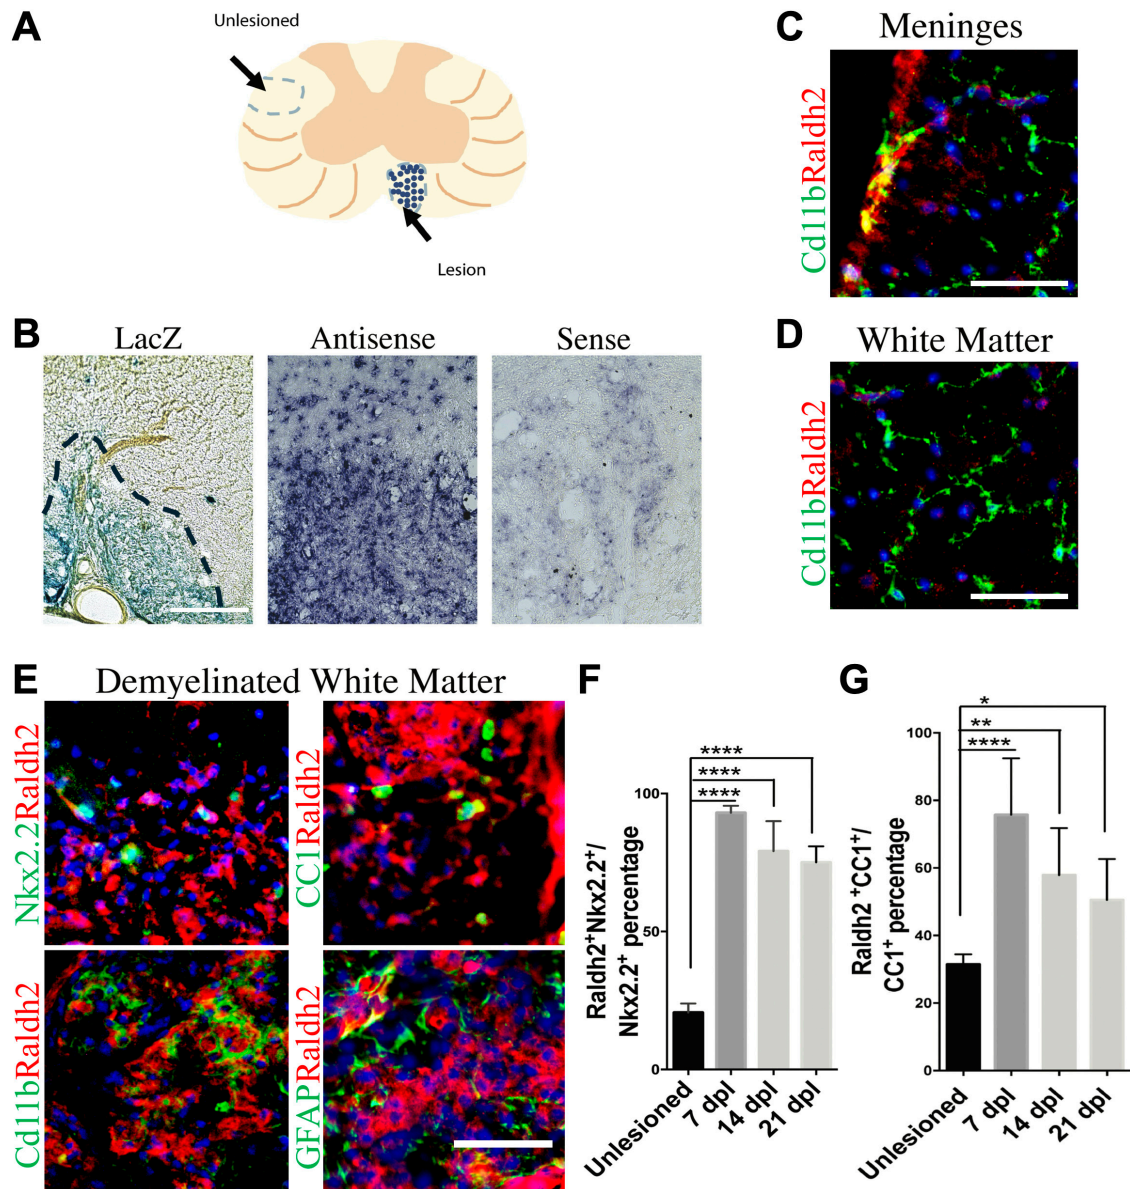 A
Unlesioned
Lesion
B
LacZ
Antisense
Sense
C
Meninges
Cd11bRaldh2
D
White Matter
Cd11bRaldh2
E
Demyelinated White Matter
Nkx2.2Raldh2
CC1Raldh2
Cd11bRaldh2
GFAPRaldh2
F
Raldh2⁺Nkx2.2⁺/
Nkx2.2⁺ percentage
100
50
0
****
****
****
Unlesioned
7 dpl
14 dpl
21 dpl
G
Raldh2 ⁺CC1⁺/
CC1⁺ percentage
100
80
60
40
20
0
*
**
****
Unlesioned
7 dpl
14 dpl
21 dpl